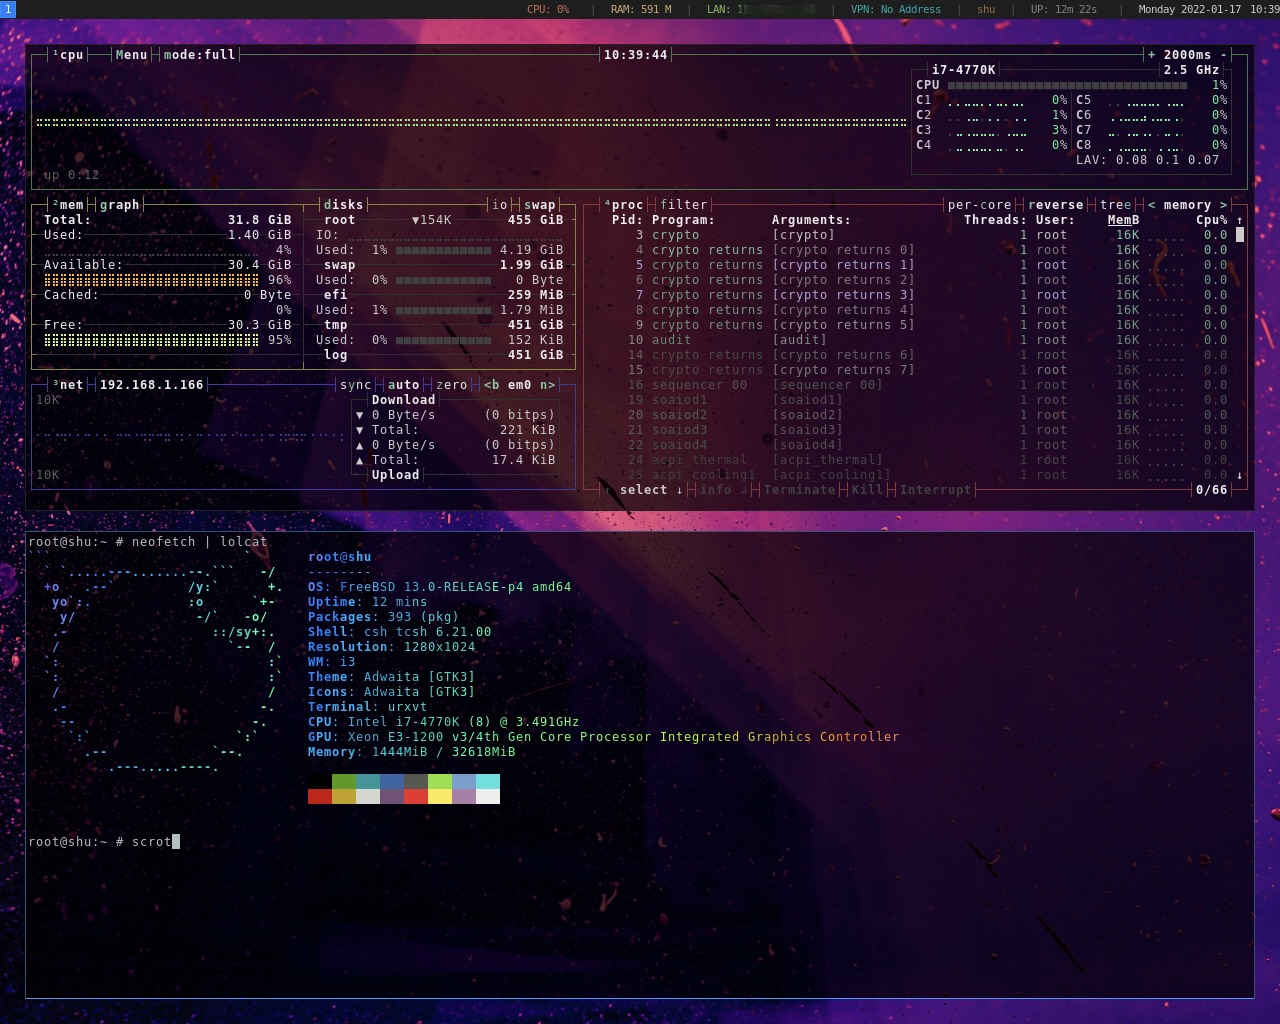 1 CPU: 0% | RAM: 591 M | LAN: | VPN: No Address | shu | UP: 12m 22s | Monday 2022-01-17 10:39
¹cpu Menu mode:full 10:39:44 + 2000ms -
i7-4770K 2.5 GHz
CPU 1%
C1 0% C5 0%
C2 1% C6 0%
C3 3% C7 0%
C4 0% C8 0%
LAV: 0.08 0.1 0.07
up 0:12
²mem graph
Total: 31.8 GiB
Used: 1.40 GiB
4%
Available: 30.4 GiB
96%
Cached: 0 Byte
0%
Free: 30.3 GiB
95%
disks io swap
root ▼154K 455 GiB
IO:
Used: 1% 4.19 GiB
swap 1.99 GiB
Used: 0% 0 Byte
efi 259 MiB
Used: 1% 1.79 MiB
tmp 451 GiB
Used: 0% 152 KiB
log 451 GiB
³net 192.168.1.166 sync auto zero <b em0 n>
10K
Download
▼ 0 Byte/s (0 bitps)
▼ Total: 221 KiB
▲ 0 Byte/s (0 bitps)
▲ Total: 17.4 KiB
Upload
10K
⁴proc filter per-core reverse tree < memory >
Pid: Program: Arguments: Threads: User: MemB Cpu% ↑
3 crypto [crypto] 1 root 16K 0.0
4 crypto returns [crypto returns 0] 1 root 16K 0.0
5 crypto returns [crypto returns 1] 1 root 16K 0.0
6 crypto returns [crypto returns 2] 1 root 16K 0.0
7 crypto returns [crypto returns 3] 1 root 16K 0.0
8 crypto returns [crypto returns 4] 1 root 16K 0.0
9 crypto returns [crypto returns 5] 1 root 16K 0.0
10 audit [audit] 1 root 16K 0.0
14 crypto returns [crypto returns 6] 1 root 16K 0.0
15 crypto returns [crypto returns 7] 1 root 16K 0.0
16 sequencer 00 [sequencer 00] 1 root 16K 0.0
19 soaiod1 [soaiod1] 1 root 16K 0.0
20 soaiod2 [soaiod2] 1 root 16K 0.0
21 soaiod3 [soaiod3] 1 root 16K 0.0
22 soaiod4 [soaiod4] 1 root 16K 0.0
24 acpi_thermal [acpi_thermal] 1 root 16K 0.0
25 acpi_cooling1 [acpi_cooling1] 1 root 16K 0.0 ↓
select ↓ info ↲ Terminate Kill Interrupt 0/66
root@shu:~ # neofetch | lolcat
root@shu
--------
OS: FreeBSD 13.0-RELEASE-p4 amd64
Uptime: 12 mins
Packages: 393 (pkg)
Shell: csh tcsh 6.21.00
Resolution: 1280x1024
WM: i3
Theme: Adwaita [GTK3]
Icons: Adwaita [GTK3]
Terminal: urxvt
CPU: Intel i7-4770K (8) @ 3.491GHz
GPU: Xeon E3-1200 v3/4th Gen Core Processor Integrated Graphics Controller
Memory: 1444MiB / 32618MiB
root@shu:~ # scrot